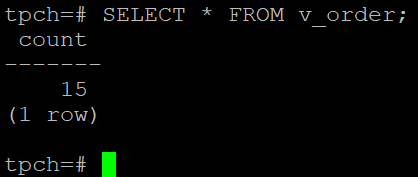 tpch=# SELECT * FROM v_order;
count
-------
15
(1 row)
tpch=#